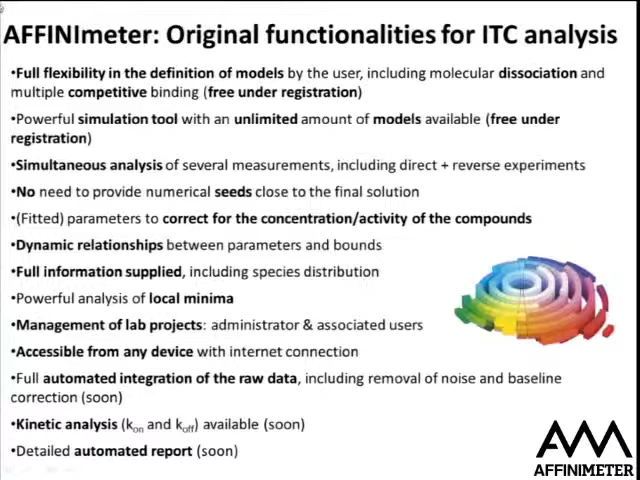 AFFINImeter: Original functionalities for ITC analysis
•Full flexibility in the definition of models by the user, including molecular dissociation and
multiple competitive binding (free under registration)
•Powerful simulation tool with an unlimited amount of models available (free under
registration)
•Simultaneous analysis of several measurements, including direct + reverse experiments
•No need to provide numerical seeds close to the final solution
•(Fitted) parameters to correct for the concentration/activity of the compounds
•Dynamic relationships between parameters and bounds
•Full information supplied, including species distribution
•Powerful analysis of local minima
•Management of lab projects: administrator & associated users
•Accessible from any device with internet connection
•Full automated integration of the raw data, including removal of noise and baseline
correction (soon)
•Kinetic analysis (kon and koff) available (soon)
•Detailed automated report (soon)
AFFINIMETER